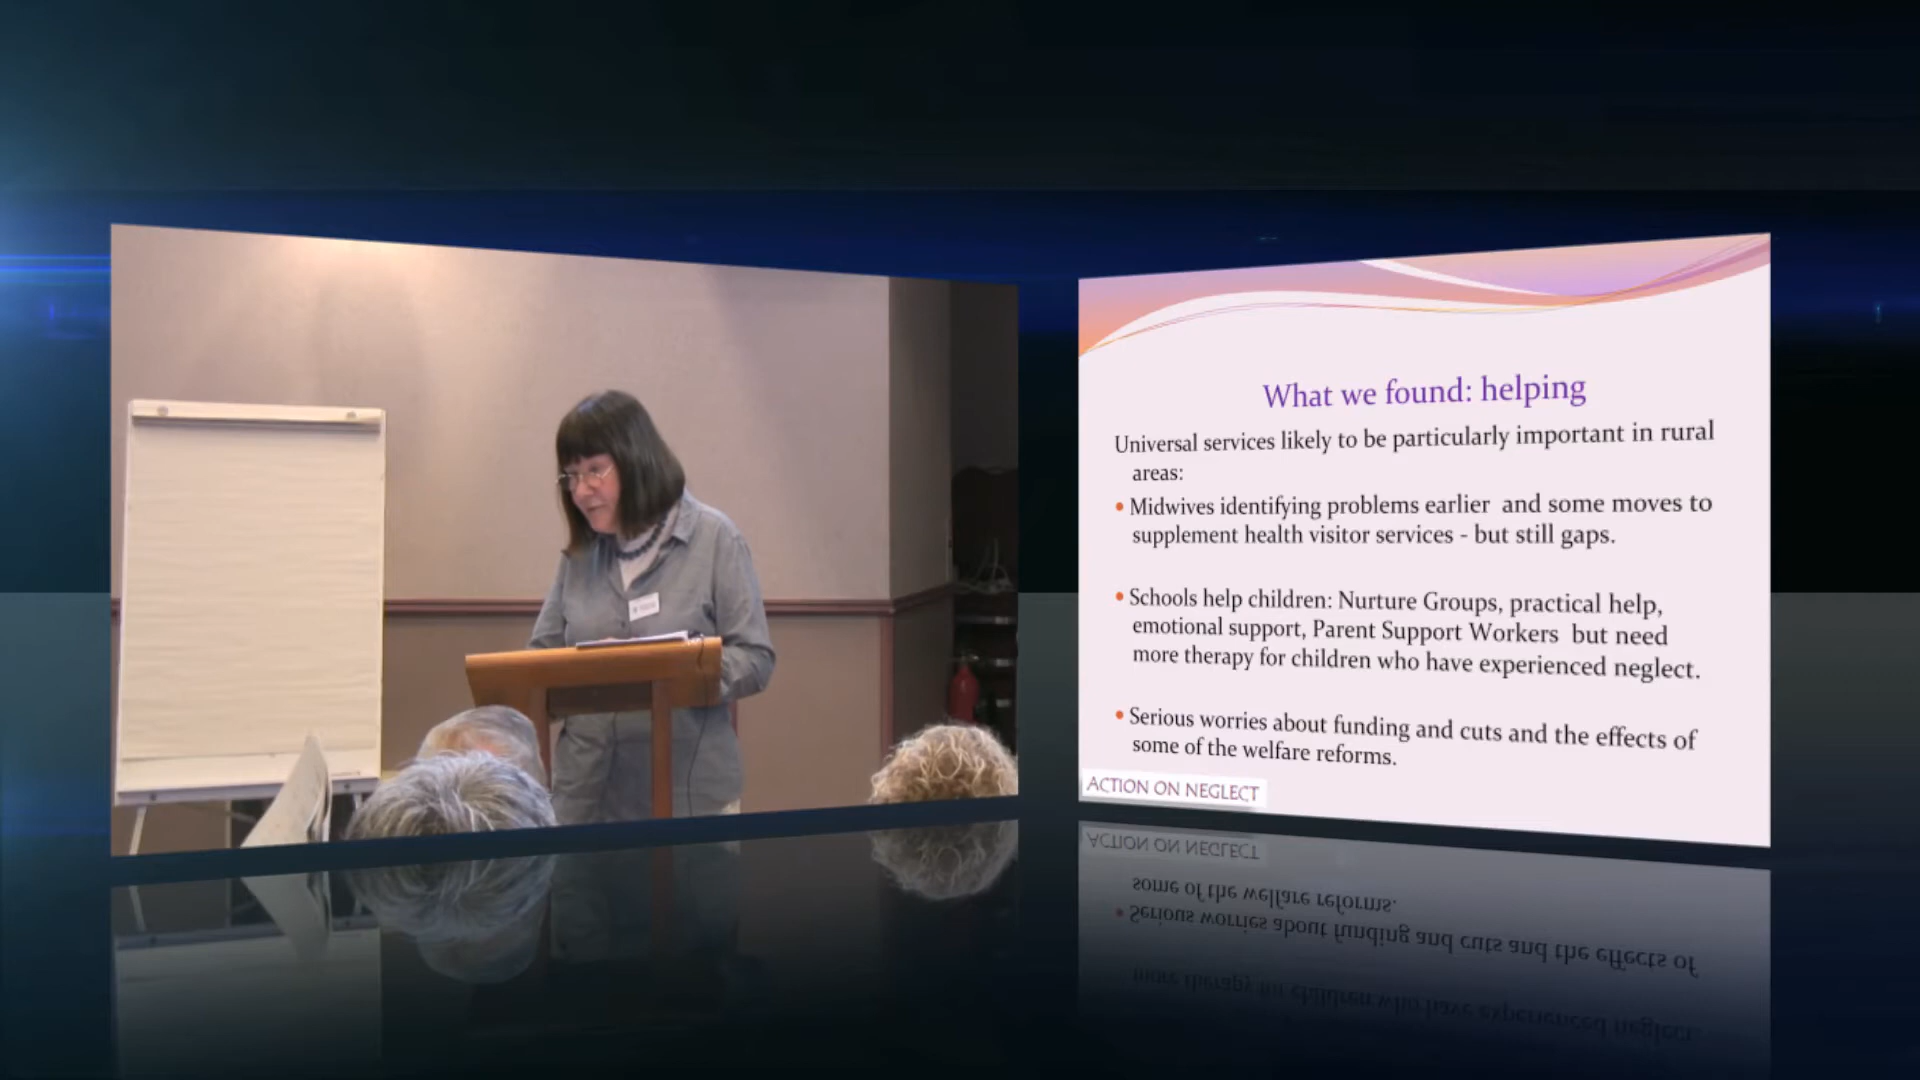 What we found: helping
Universal services likely to be particularly important in rural
areas:
• Midwives identifying problems earlier and some moves to
supplement health visitor services - but still gaps.
• Schools help children: Nurture Groups, practical help,
emotional support, Parent Support Workers but need
more therapy for children who have experienced neglect.
• Serious worries about funding and cuts and the effects of
some of the welfare reforms.
ACTION ON NEGLECT